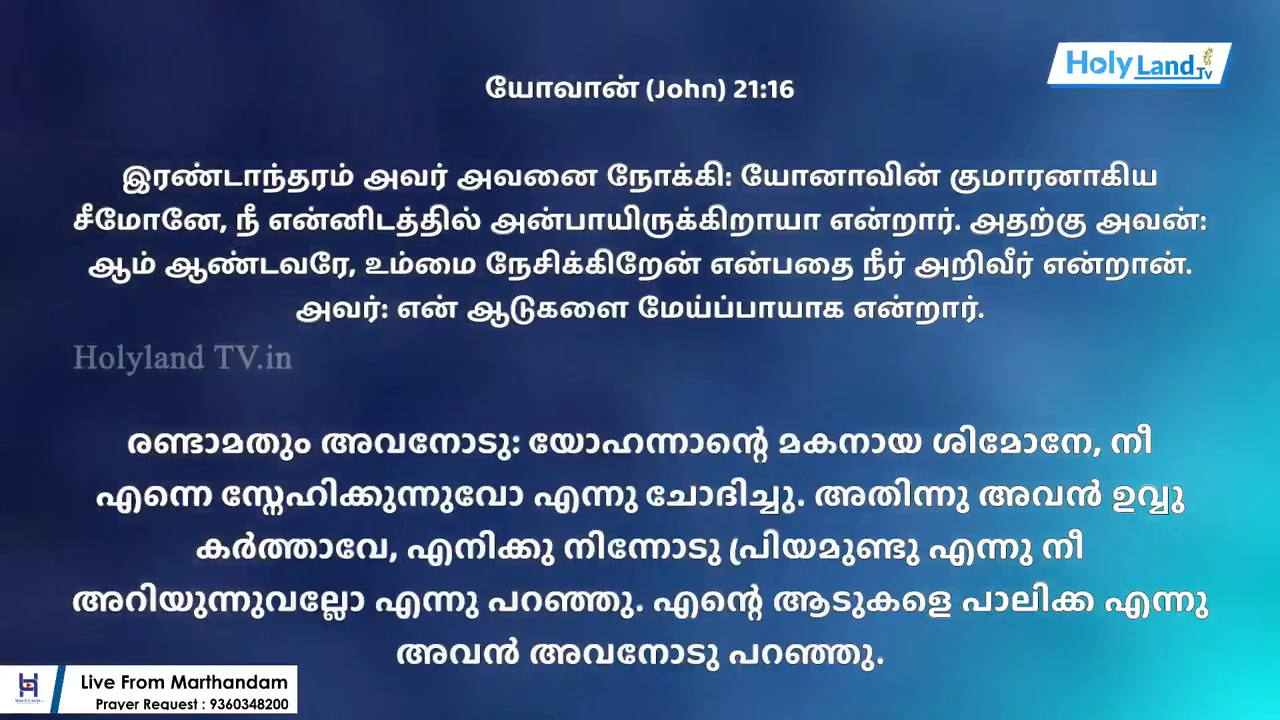 Holy Land TV
யோவான் (John) 21:16
இரண்டாந்தரம் அவர் அவனை நோக்கி: யோனாவின் குமாரனாகிய
சீமோனே, நீ என்னிடத்தில் அன்பாயிருக்கிறாயா என்றார். அதற்கு அவன்:
ஆம் ஆண்டவரே, உம்மை நேசிக்கிறேன் என்பதை நீர் அறிவீர் என்றான்.
அவர்: என் ஆடுகளை மேய்ப்பாயாக என்றார்.
Holyland TV.in
രണ്ടാമതും അവനോടു: യോഹന്നാന്റെ മകനായ ശിമോനേ, നീ
എന്നെ സ്നേഹിക്കുന്നുവോ എന്നു ചോദിച്ചു. അതിന്നു അവൻ ഉവ്വു
കർത്താവേ, എനിക്കു നിന്നോടു പ്രിയമുണ്ടു എന്നു നീ
അറിയുന്നുവല്ലോ എന്നു പറഞ്ഞു. എന്റെ ആടുകളെ പാലിക്ക എന്നു
അവൻ അവനോടു പറഞ്ഞു.
Live From Marthandam
Prayer Request : 9360348200